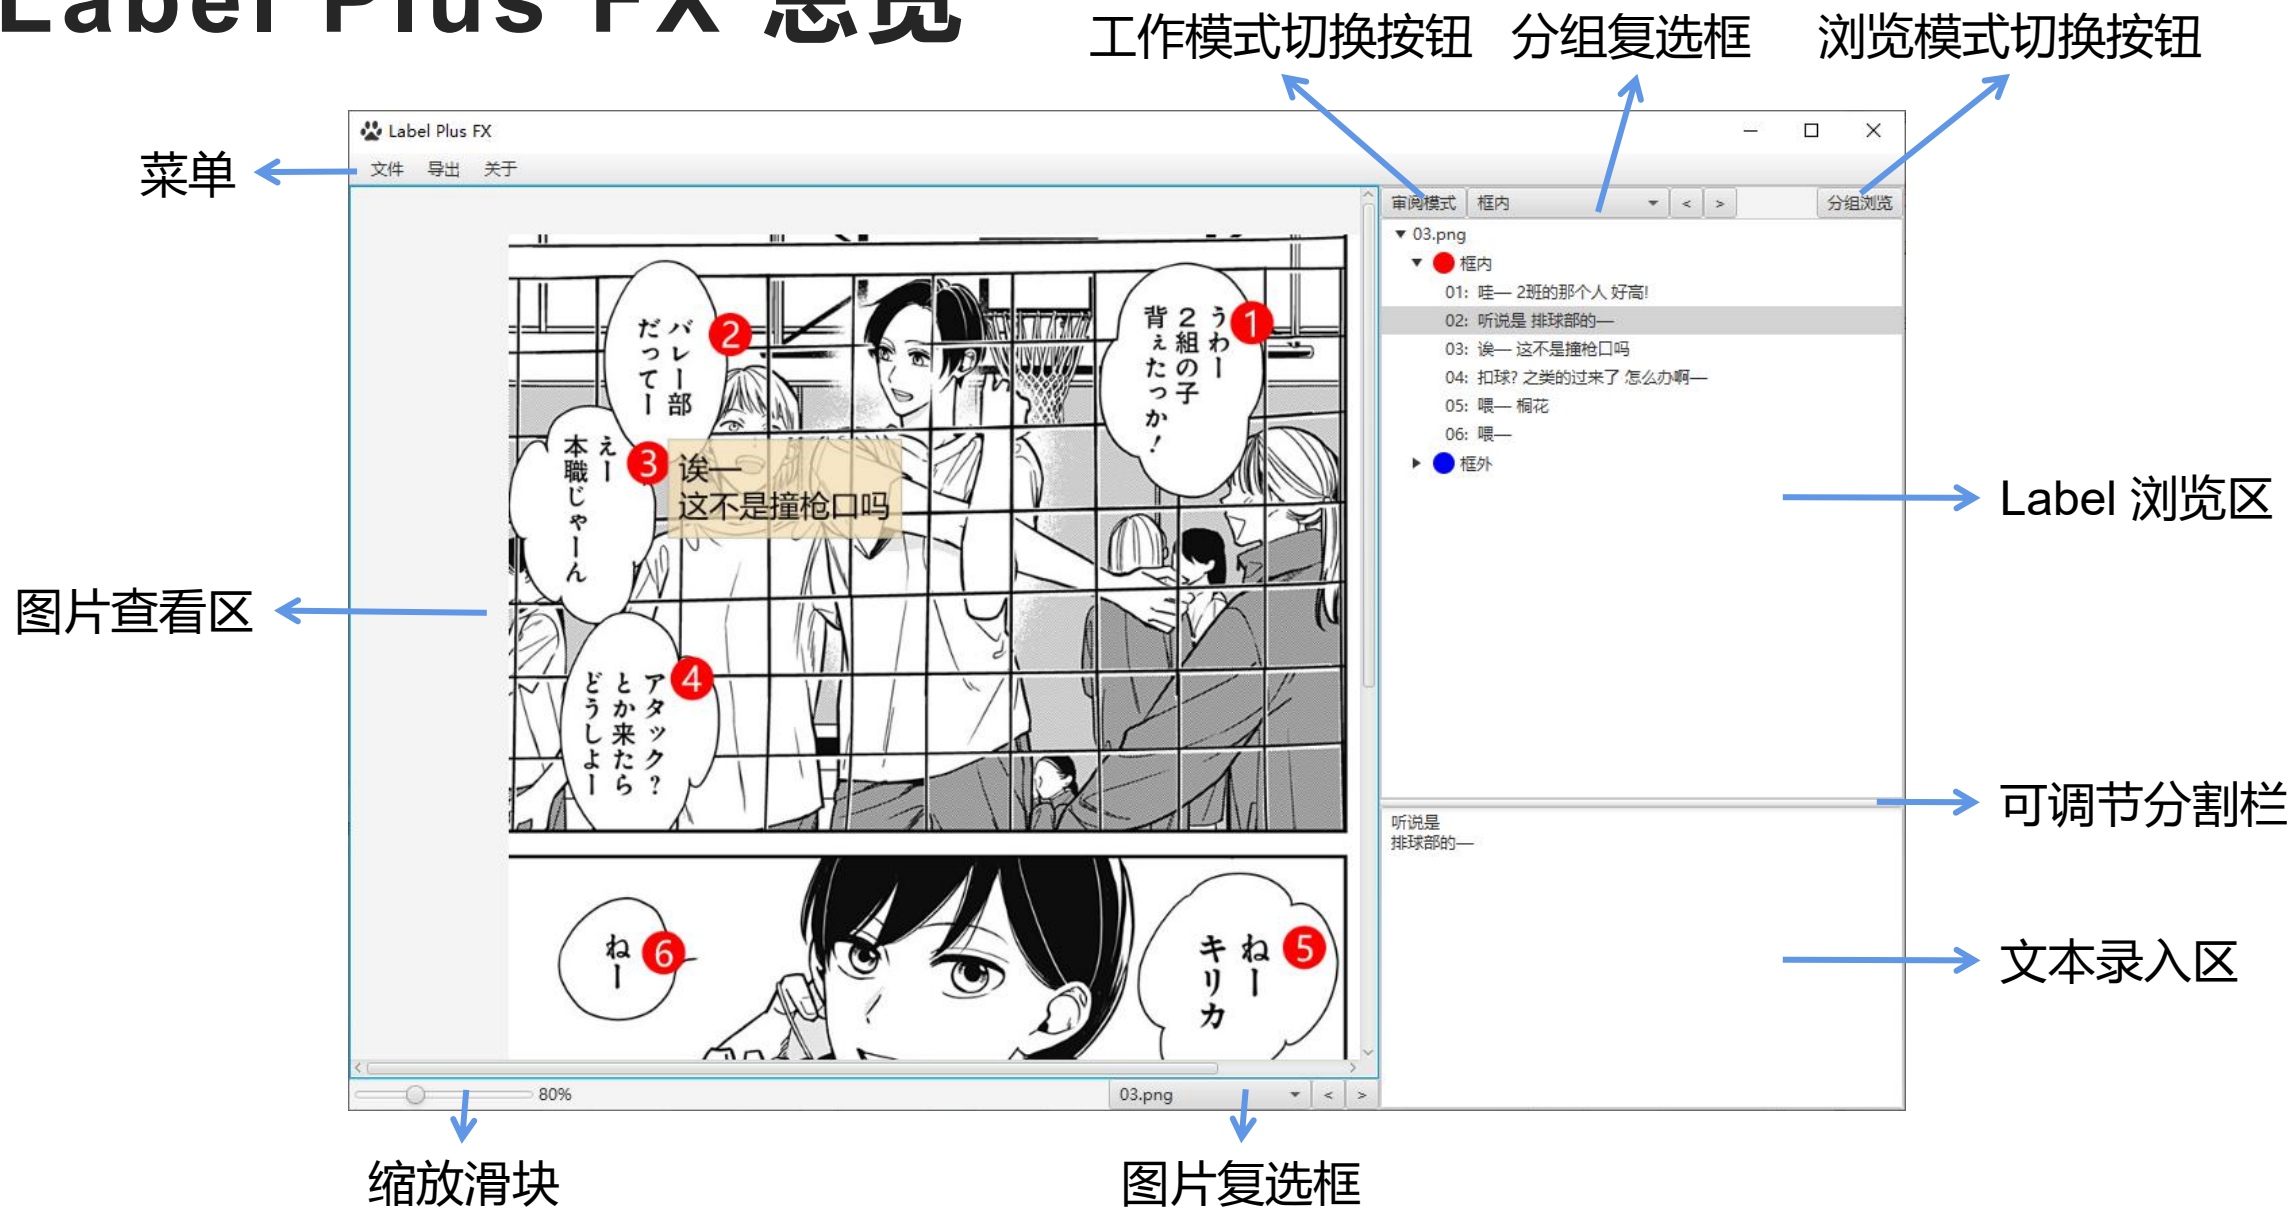 Label Plus FX 总览
工作模式切换按钮
分组复选框
浏览模式切换按钮
Label Plus FX
菜单
文件
导出
关于
审阅模式
框内
<
>
分组浏览
03.png
框内
01: 哇— 2班的那个人 好高!
02: 听说是 排球部的—
03: 诶— 这不是撞枪口吗
04: 扣球? 之类的过来了 怎么办啊—
05: 喂— 桐花
06: 喂—
框外
1
うわー
2組の子
背ぇたっか!
2
バレー部
だってー
3
えー
本職じゃーん
诶—
这不是撞枪口吗
4
アタック?
とか来たら
どうしよー
5
ねー
キリカ
6
ねー
Label 浏览区
图片查看区
可调节分割栏
听说是
排球部的—
文本录入区
80%
03.png
<
>
缩放滑块
图片复选框